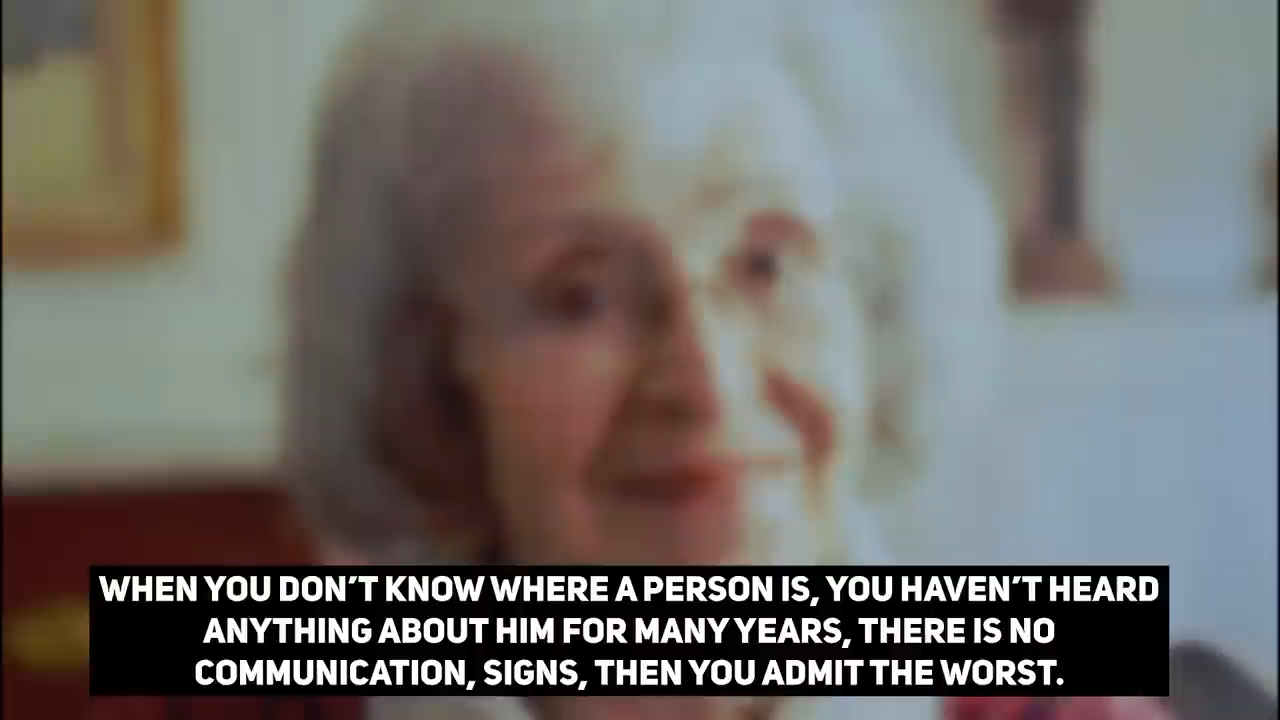 WHEN YOU DON'T KNOW WHERE A PERSON IS, YOU HAVEN'T HEARD
ANYTHING ABOUT HIM FOR MANY YEARS, THERE IS NO
COMMUNICATION, SIGNS, THEN YOU ADMIT THE WORST.